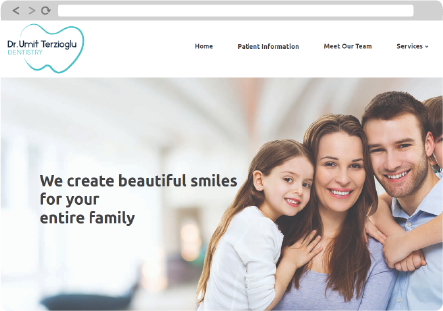 Dr.Umit Terzioglu
DENTISTRY
Home Patient Information Meet Our Team Services
We create beautiful smiles
for your
entire family